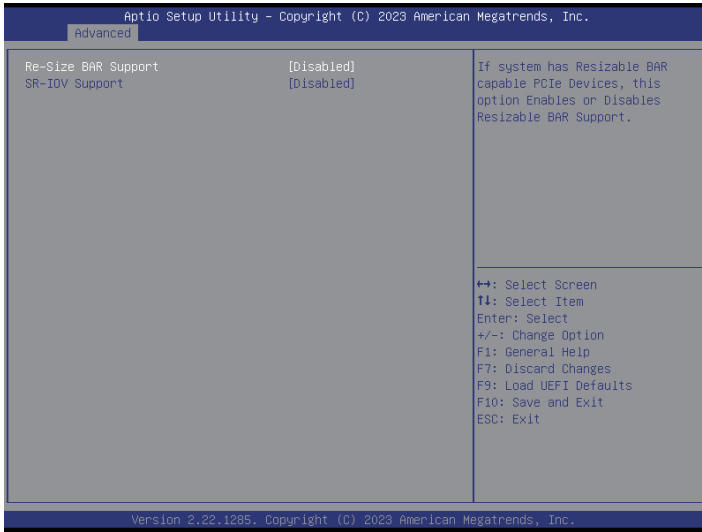 Aptio Setup Utility – Copyright (C) 2023 American Megatrends, Inc.
Advanced
Re-Size BAR Support [Disabled]
SR-IOV Support [Disabled]
If system has Resizable BAR
capable PCIe Devices, this
option Enables or Disables
Resizable BAR Support.
↔: Select Screen
↑↓: Select Item
Enter: Select
+/-: Change Option
F1: General Help
F7: Discard Changes
F9: Load UEFI Defaults
F10: Save and Exit
ESC: Exit
Version 2.22.1285. Copyright (C) 2023 American Megatrends, Inc.